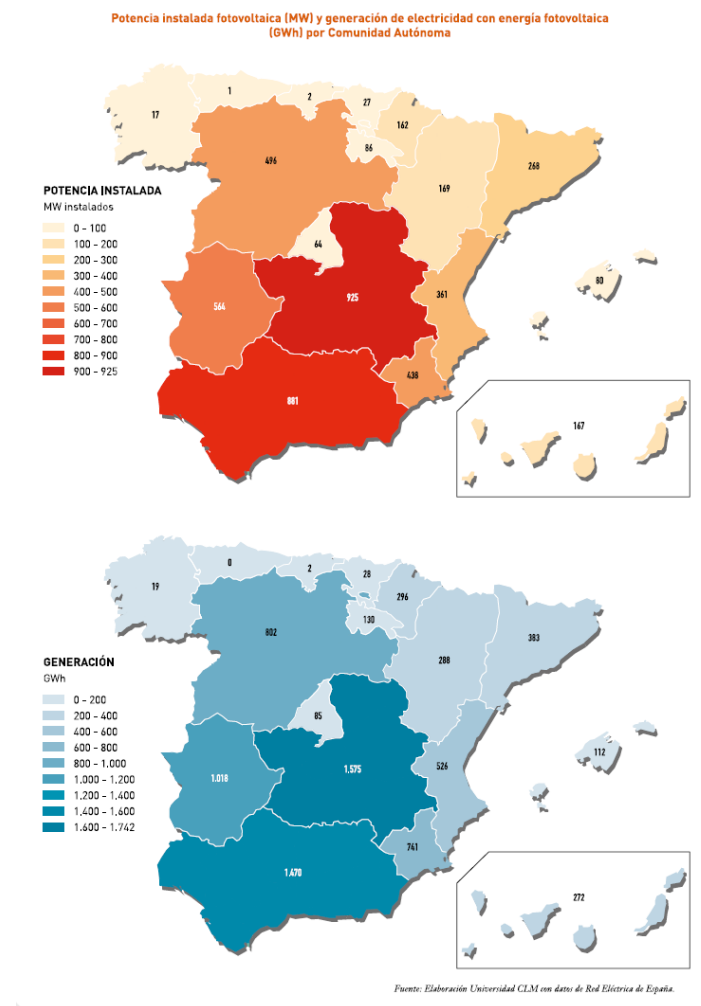 Potencia instalada fotovoltaica (MW) y generación de electricidad con energía fotovoltaica
(GWh) por Comunidad Autónoma
17
1
2
27
162
86
496
169
268
64
925
564
361
80
438
881
167
POTENCIA INSTALADA
MW instalados
0 – 100
100 – 200
200 – 300
300 – 400
400 – 500
500 – 600
600 – 700
700 – 800
800 – 900
900 – 925
19
0
2
28
296
130
802
288
383
85
1.575
1.018
526
112
741
1.470
272
GENERACIÓN
GWh
0 – 200
200 – 400
400 – 600
600 – 800
800 – 1.000
1.000 – 1.200
1.200 – 1.400
1.400 – 1.600
1.600 – 1.742
Fuente: Elaboración Universidad CLM con datos de Red Eléctrica de España.